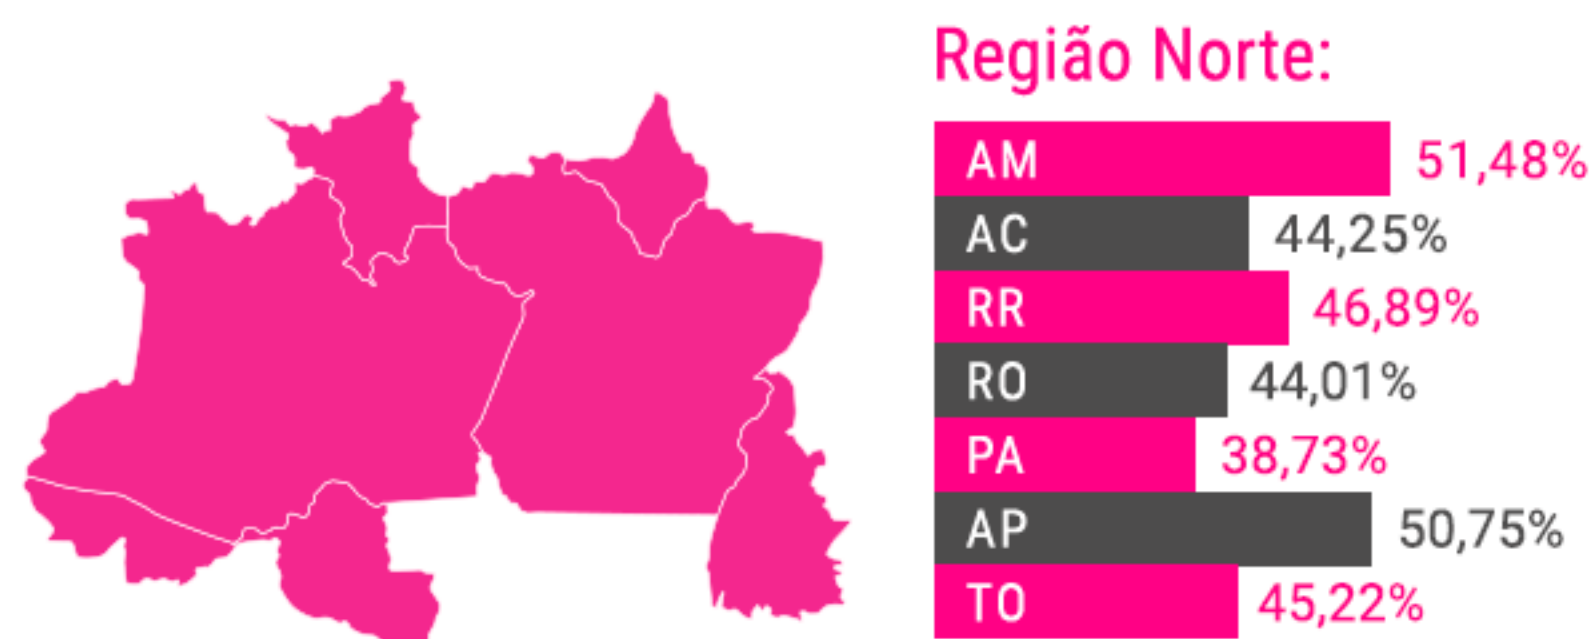 Região Norte:
AM 51,48%
AC 44,25%
RR 46,89%
RO 44,01%
PA 38,73%
AP 50,75%
TO 45,22%